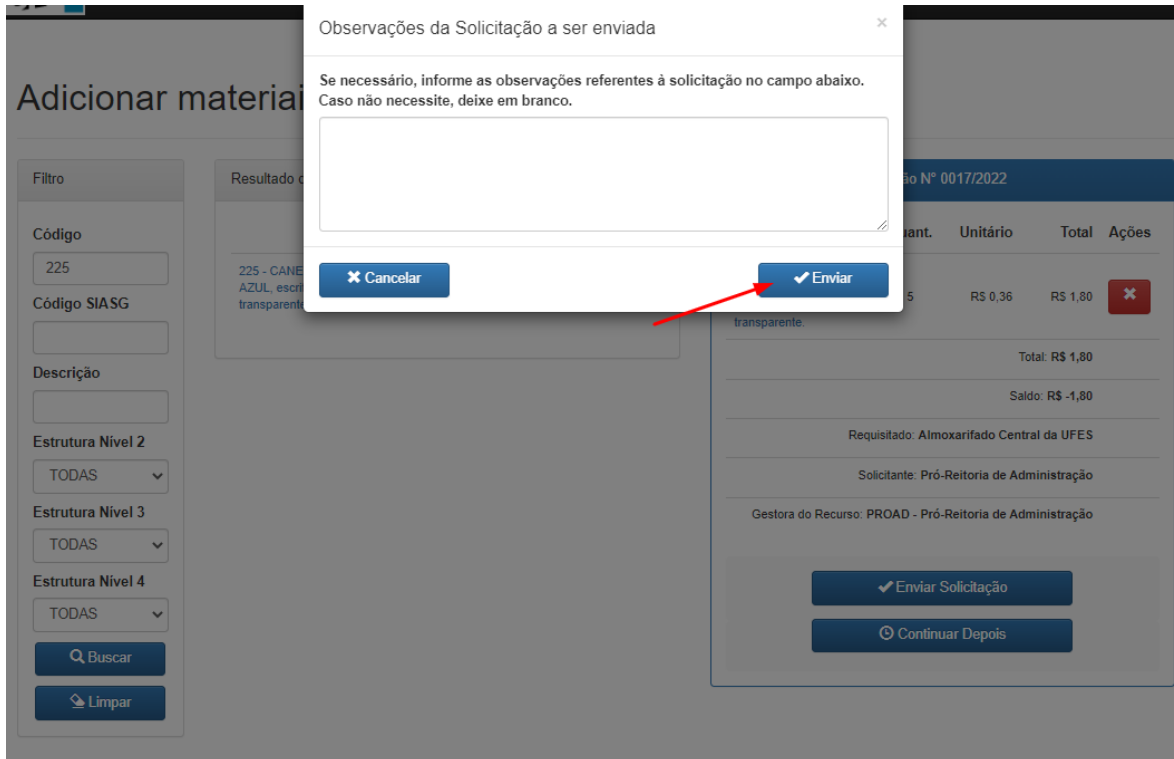 Observações da Solicitação a ser enviada
×
Se necessário, informe as observações referentes à solicitação no campo abaixo.
Caso não necessite, deixe em branco.
Cancelar
Enviar
Adicionar materiai
Filtro
Código
225
Código SIASG
Descrição
Estrutura Nível 2
TODAS
Estrutura Nível 3
TODAS
Estrutura Nível 4
TODAS
Buscar
Limpar
Resultado
225 - CANE
AZUL, escri
transparente
ão N° 0017/2022
uant. Unitário Total Ações
5 R$ 0,36 R$ 1,80
transparente.
Total: R$ 1,80
Saldo: R$ -1,80
Requisitado: Almoxarifado Central da UFES
Solicitante: Pró-Reitoria de Administração
Gestora do Recurso: PROAD - Pró-Reitoria de Administração
Enviar Solicitação
Continuar Depois